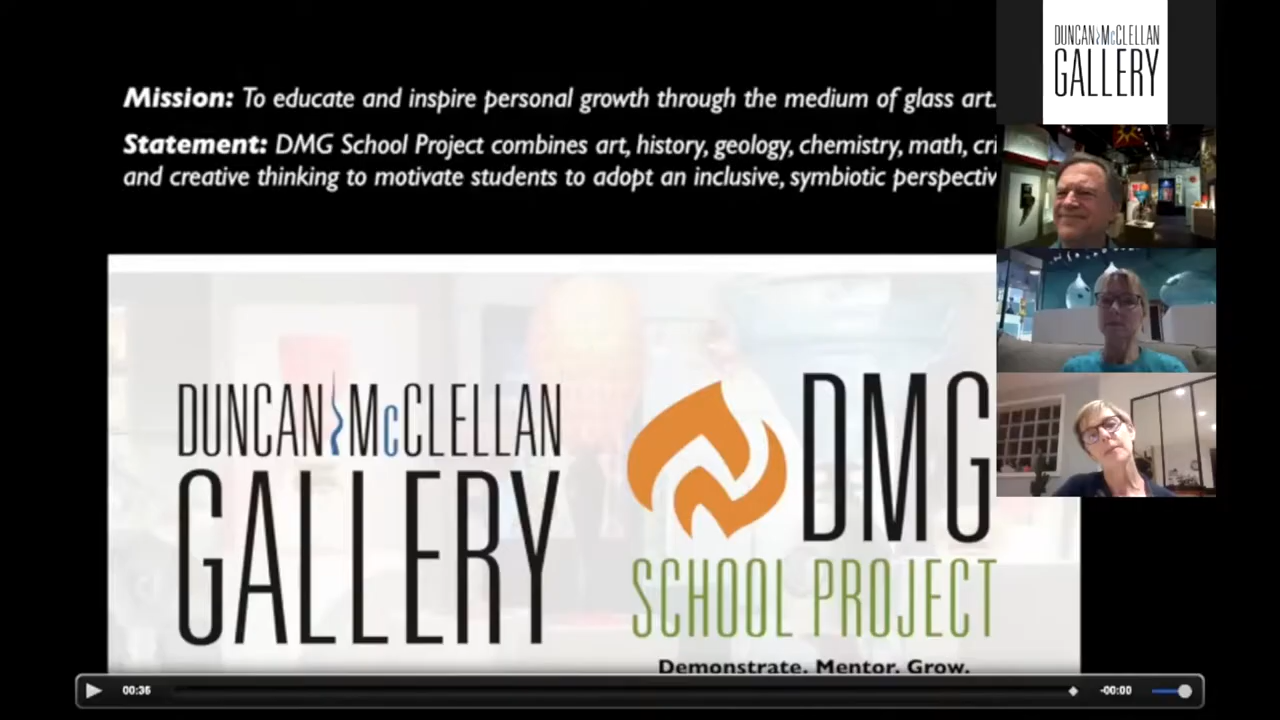 Mission: To educate and inspire personal growth through the medium of glass art.
Statement: DMG School Project combines art, history, geology, chemistry, math, cri
and creative thinking to motivate students to adopt an inclusive, symbiotic perspectiv
DUNCAN McCLELLAN
GALLERY
DUNCAN McCLELLAN
GALLERY
DMG
SCHOOL PROJECT
Demonstrate. Mentor. Grow.
00:36
-00:00